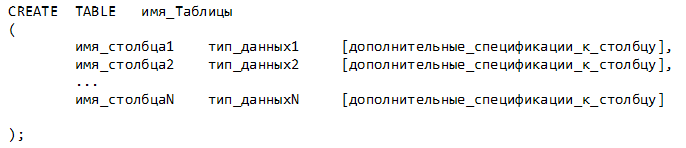 CREATE TABLE имя_Таблицы
(
имя_столбца1 тип_данных1 [дополнительные_спецификации_к_столбцу],
имя_столбца2 тип_данных2 [дополнительные_спецификации_к_столбцу],
...
имя_столбцаN тип_данныхN [дополнительные_спецификации_к_столбцу]
);